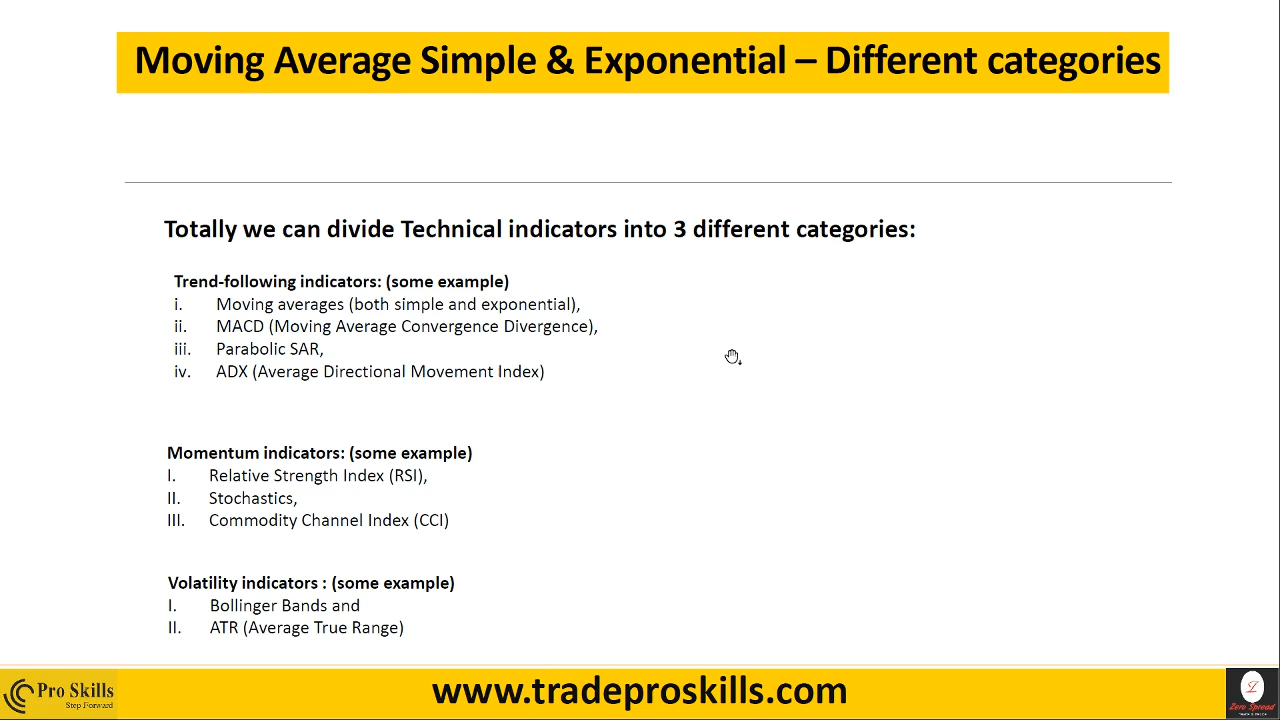 Moving Average Simple & Exponential – Different categories
Totally we can divide Technical indicators into 3 different categories:
Trend-following indicators: (some example)
i. Moving averages (both simple and exponential),
ii. MACD (Moving Average Convergence Divergence),
iii. Parabolic SAR,
iv. ADX (Average Directional Movement Index)
Momentum indicators: (some example)
I. Relative Strength Index (RSI),
II. Stochastics,
III. Commodity Channel Index (CCI)
Volatility indicators : (some example)
I. Bollinger Bands and
II. ATR (Average True Range)
Pro Skills
Step Forward
www.tradeproskills.com
Zero Spread